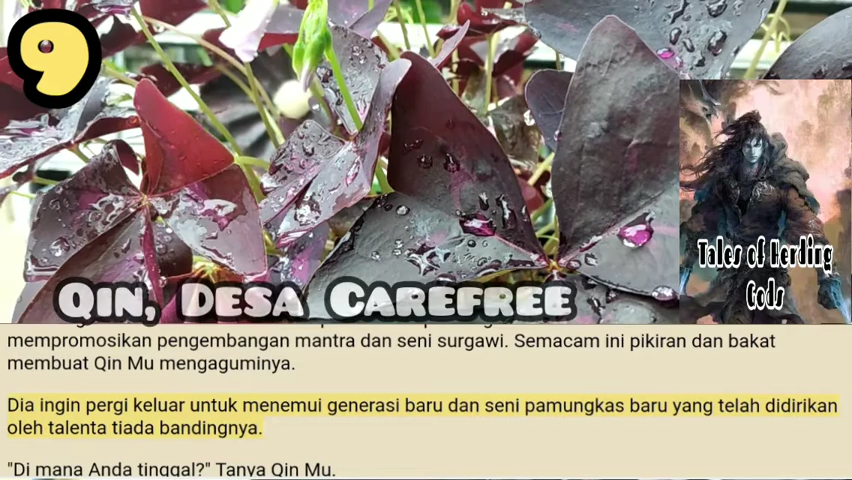 9
Tales of Herding
Gods
Qin, Desa Carefree
mempromosikan pengembangan mantra dan seni surgawi. Semacam ini pikiran dan bakat
membuat Qin Mu mengaguminya.
Dia ingin pergi keluar untuk menemui generasi baru dan seni pamungkas baru yang telah didirikan
oleh talenta tiada bandingnya.
"Di mana Anda tinggal?" Tanya Qin Mu.